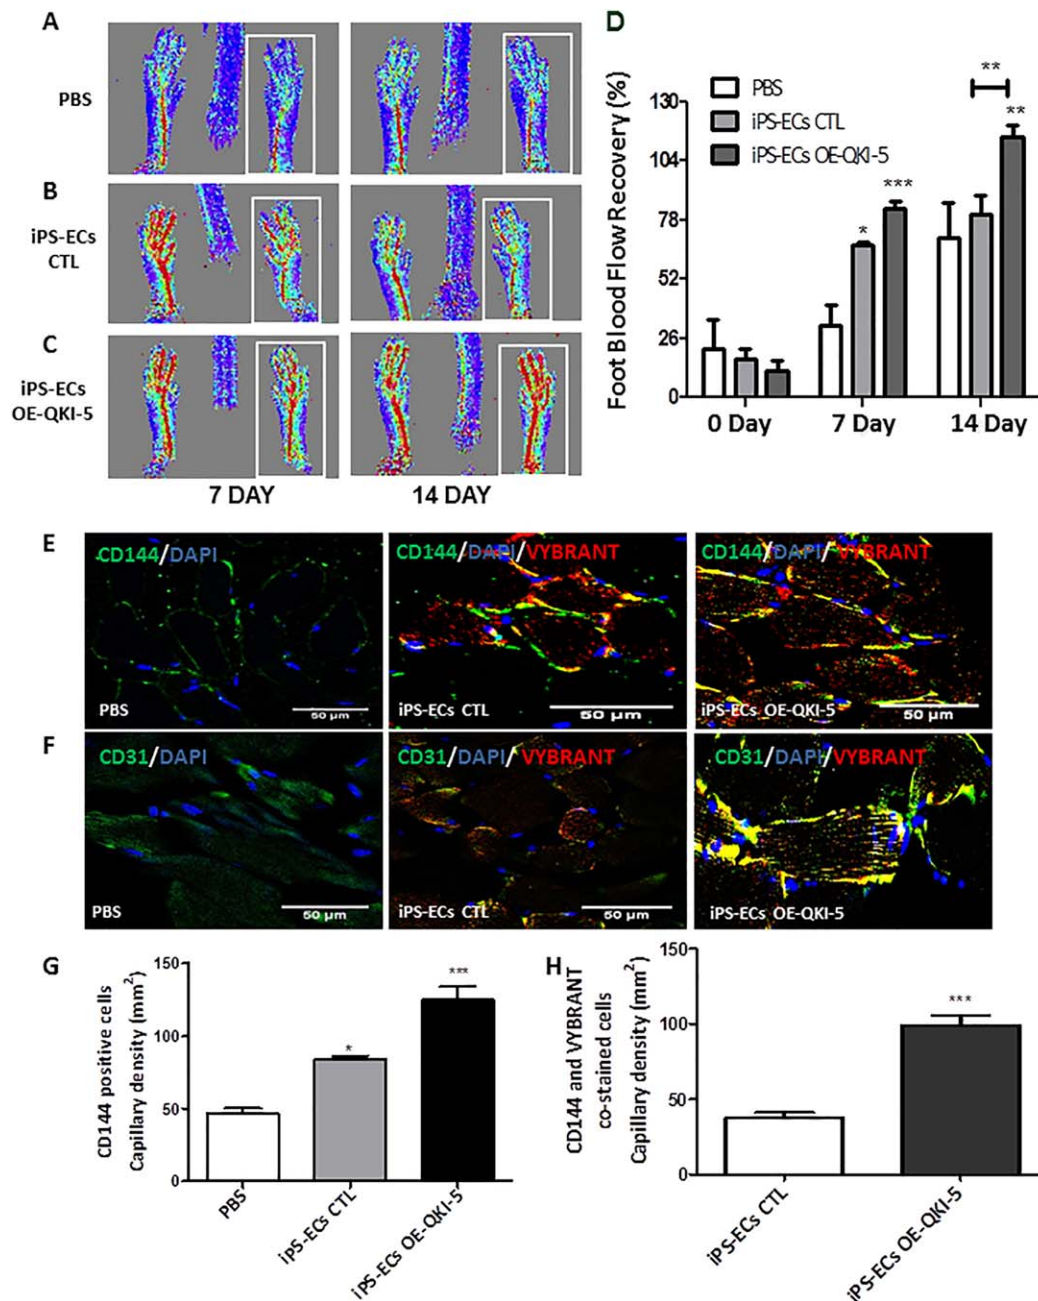 A
PBS
B
iPS-ECs
CTL
C
iPS-ECs
OE-QKI-5
7 DAY
14 DAY
D
Foot Blood Flow Recovery (%)
130
104
78
52
26
0
PBS
iPS-ECs CTL
iPS-ECs OE-QKI-5
*
***
**
**
0 Day
7 Day
14 Day
E
CD144/DAPI
PBS
50 µm
CD144/DAPI/VYBRANT
iPS-ECs CTL
50 µm
CD144/DAPI/VYBRANT
iPS-ECs OE-QKI-5
50 µm
F
CD31/DAPI
PBS
50 µm
CD31/DAPI/ VYBRANT
iPS-ECs CTL
50 µm
CD31/DAPI/VYBRANT
iPS-ECs OE-QKI-5
50 µm
G
CD144 positive cells
Capillary density (mm²)
150
100
50
0
*
***
PBS
iPS-ECs CTL
iPS-ECs OE-QKI-5
H
CD144 and VYBRANT
co-stained cells
Capillary density (mm²)
150
100
50
0
***
iPS-ECs CTL
iPS-ECs OE-QKI-5